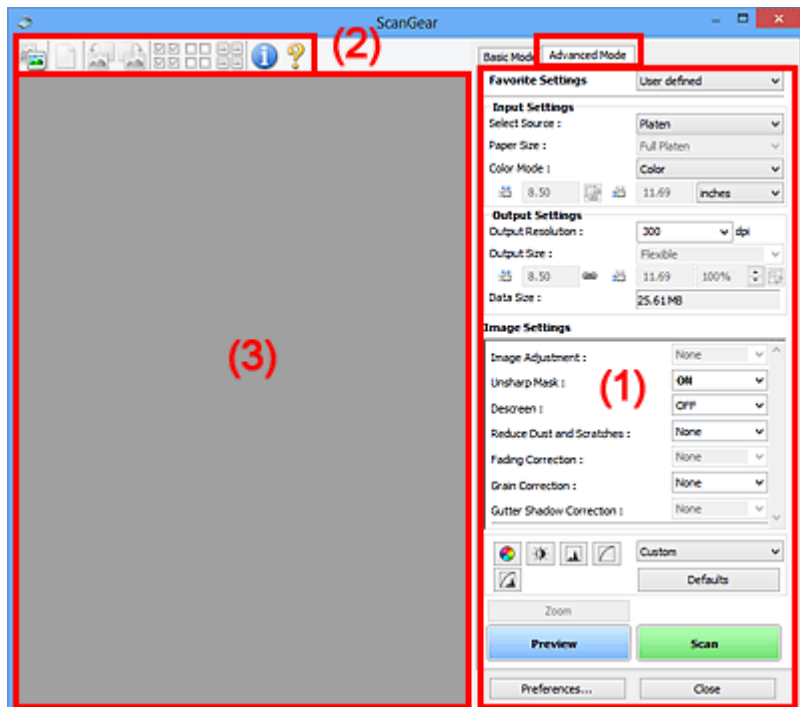 ScanGear
(2)
Basic Mode Advanced Mode
Favorite Settings User defined
Input Settings
Select Source : Platen
Paper Size : Full Platen
Color Mode : Color
8.50 11.69 inches
Output Settings
Output Resolution : 300 dpi
Output Size : Flexible
8.50 11.69 100%
Data Size : 25.61MB
Image Settings
Image Adjustment : None
Unsharp Mask : ON
Descreen : OFF
Reduce Dust and Scratches : None
Fading Correction : None
Grain Correction : None
Gutter Shadow Correction : None
(1)
(3)
Custom
Defaults
Zoom
Preview Scan
Preferences... Close